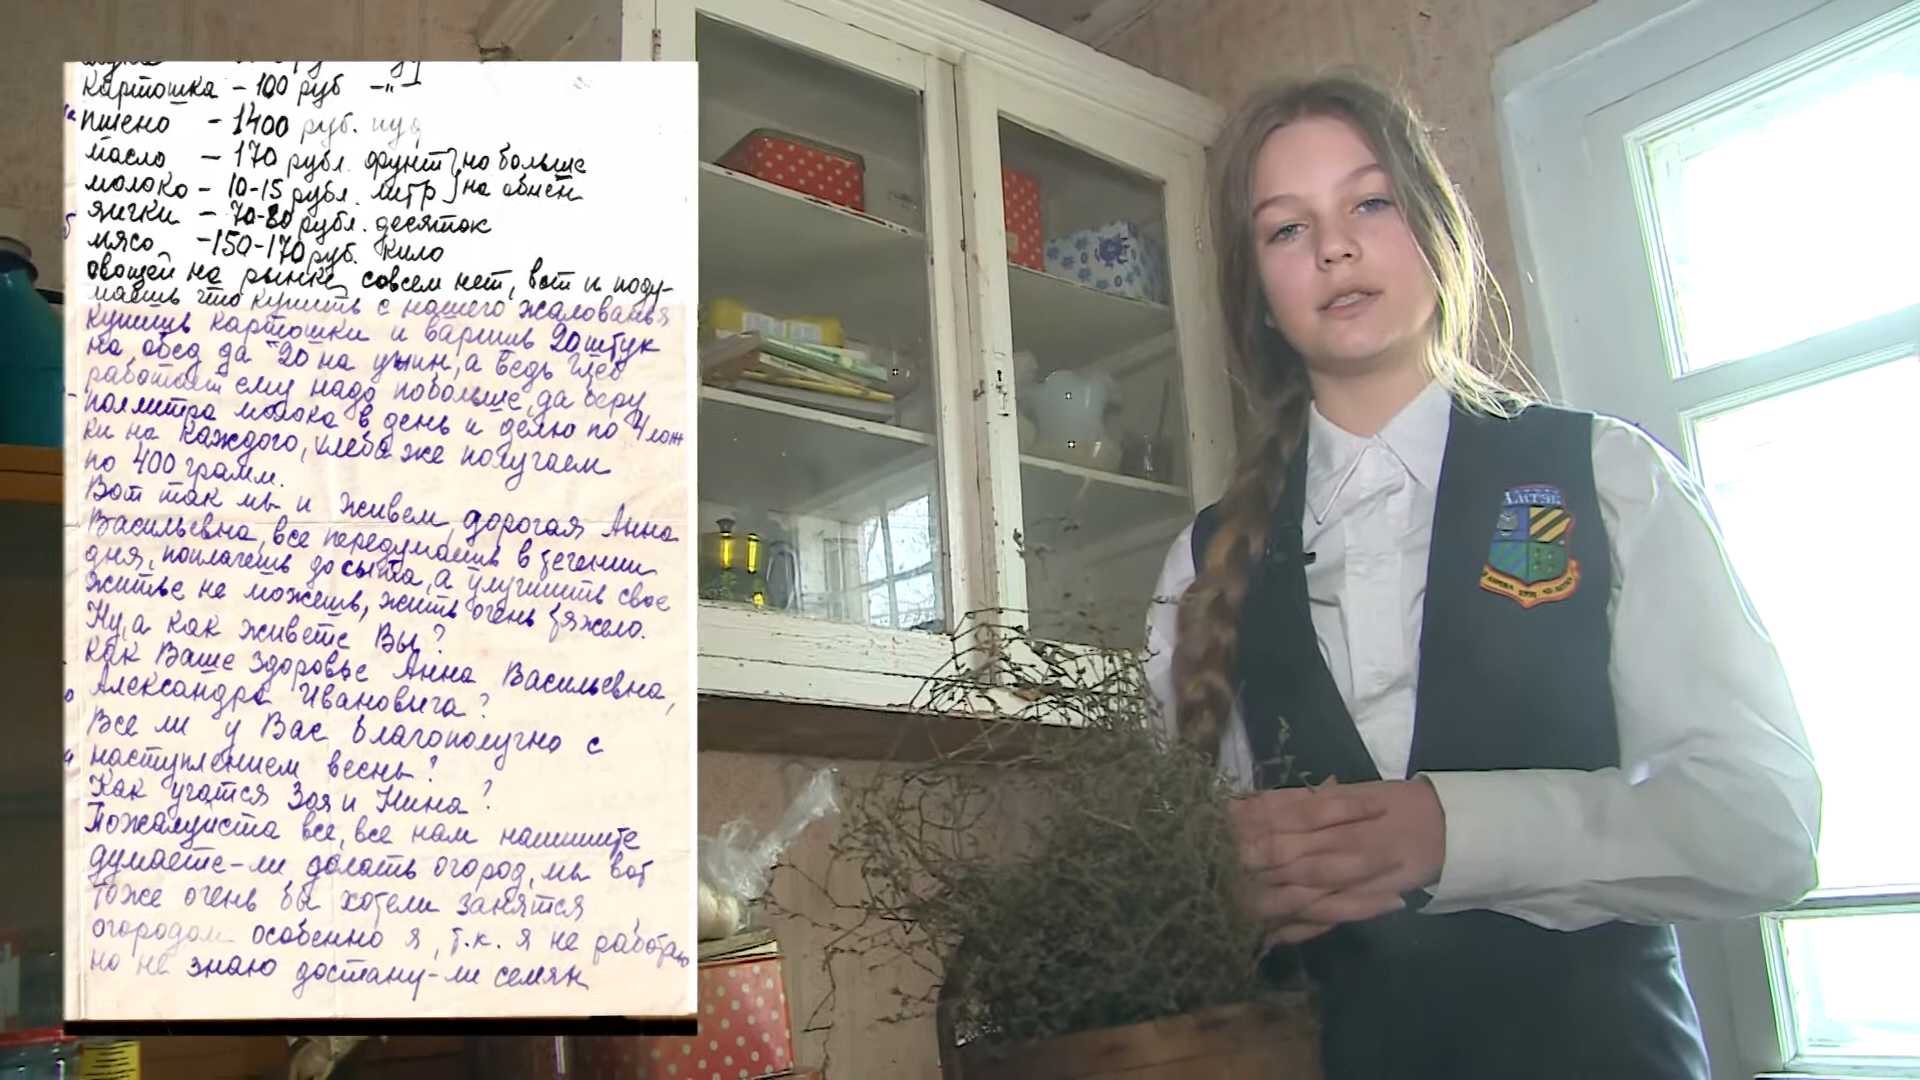 картошка - 100 руб -"-
пшено - 1400 руб. пуд
масло - 170 рубл. фунт} но больше
молоко - 10-15 рубл. литр} на обмен
яички - 70-80 рубл. десяток
мясо -150-170 руб. кило
овощей на рынке совсем нет, вот и поду-
маешь что купить с нашего жалованья
купишь картошки и варишь 20 штук
на обед да 20 на ужин, а ведь Глеб
работает ему надо побольше, да беру
поллитра молока в день и делю по 4 лож
ки на каждого, хлеба же получаем
по 400 грамм.
Вот так мы и живем, дорогая Анна
Васильевна, все передумаешь в течении
дня, поплачешь до сыта, а улучшить свое
житье не можешь, жить очень тяжело.
Ну, а как живете Вы?
Как Ваше здоровье Анна Васильевна,
Александра Ивановича?
Все ли у Вас благополучно с
наступлением весны?
Как учатся Зоя и Нина?
Пожалуйста все, все нам напишите
думаете-ли делать огород, мы вот
тоже очень бы хотели занятся
огородом особенно я, т.к. я не работаю
но не знаю достану-ли семян